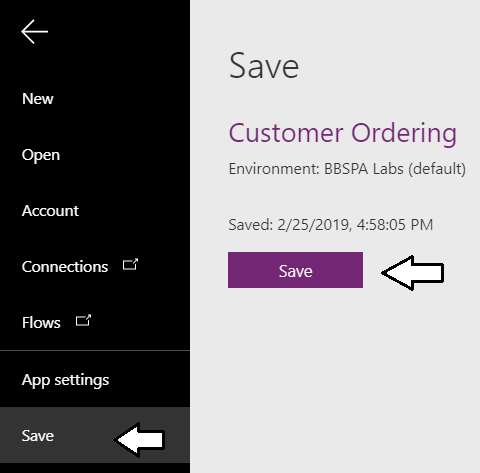 New
Open
Account
Connections
Flows
App settings
Save
Save
Customer Ordering
Environment: BBSPA Labs (default)
Saved: 2/25/2019, 4:58:05 PM
Save